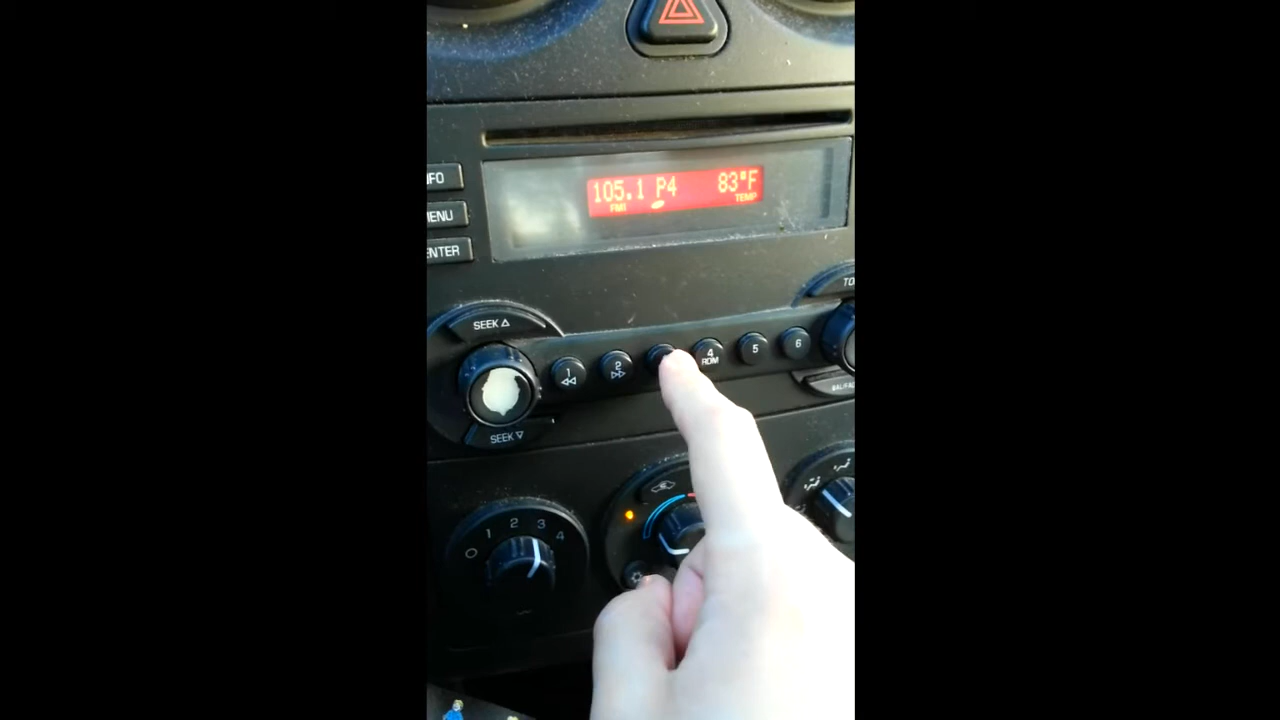 105.1 P4 83°F
FM1 TEMP
MENU
ENTER
SEEK △
1
2
4
RDM
5
6
SEEK ▽
0 1 2 3 4